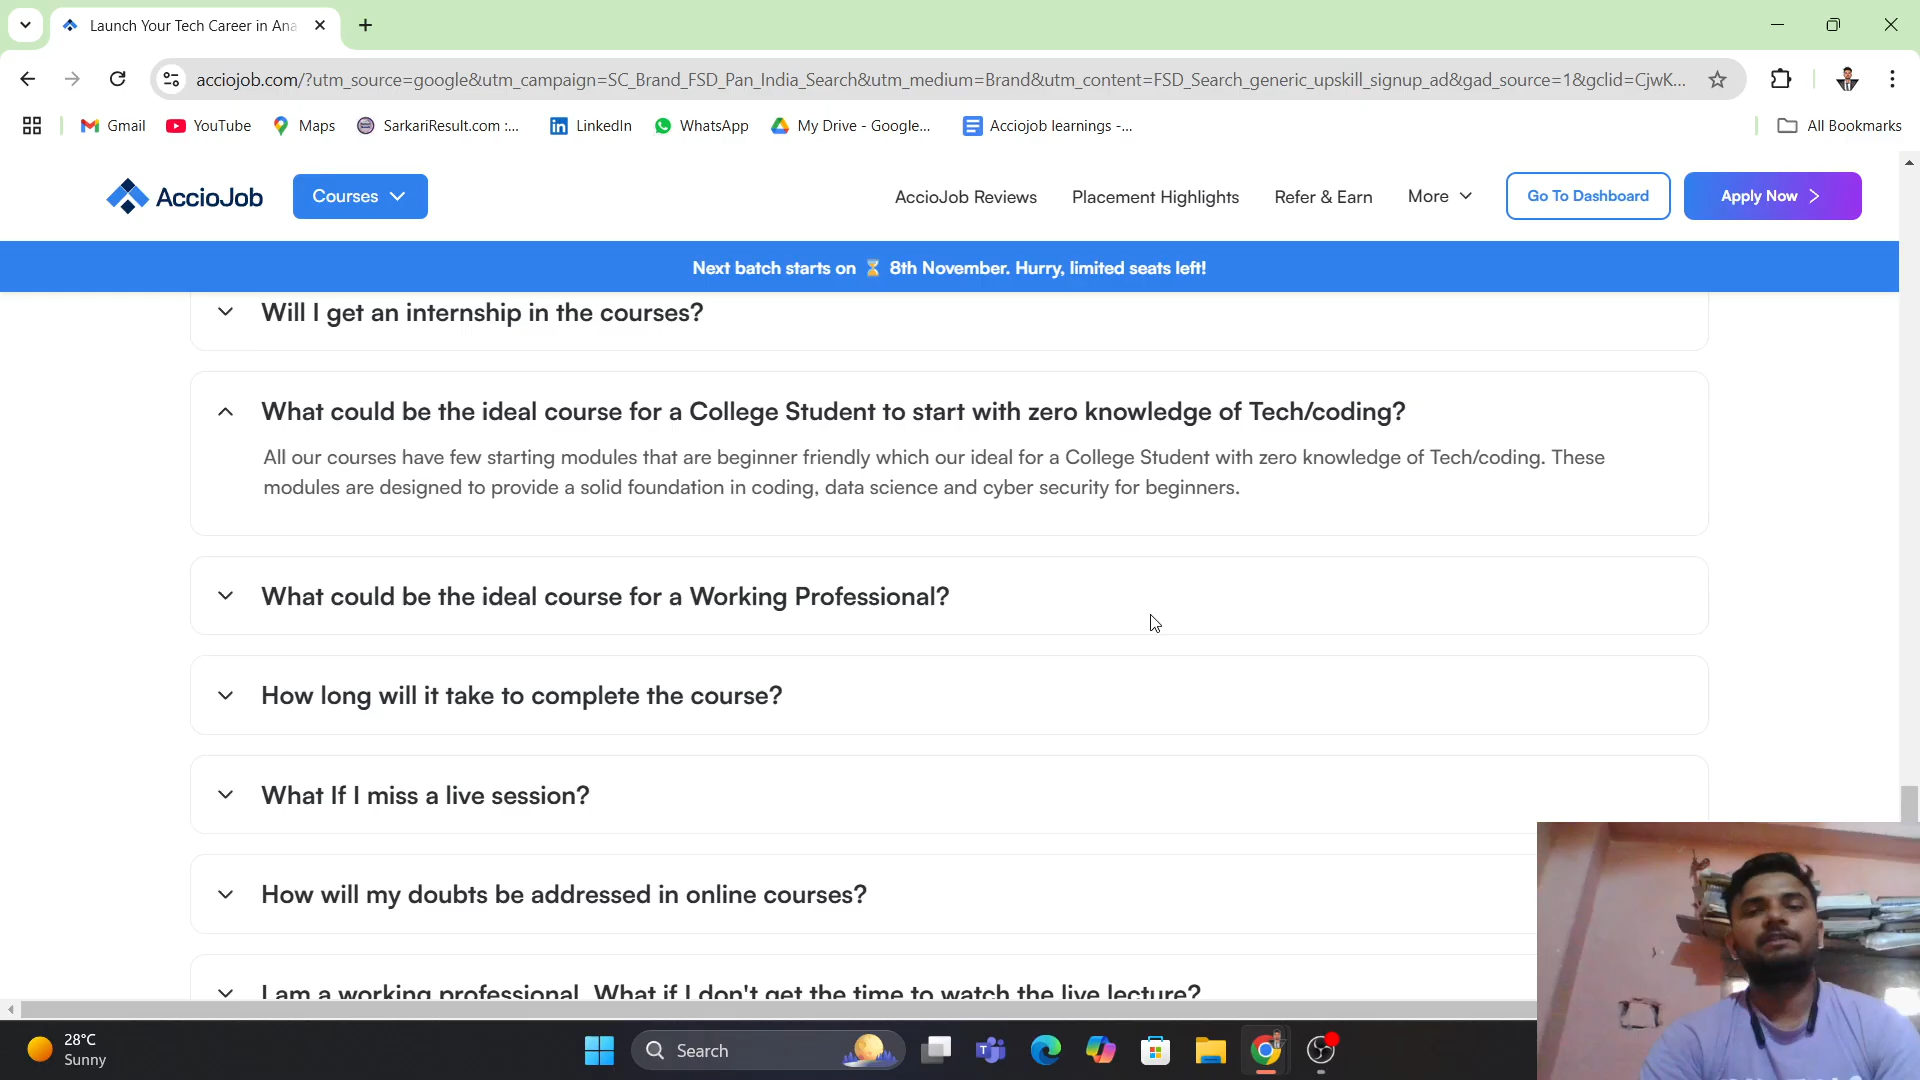 Launch Your Tech Career in Ana
acciojob.com/?utm_source=google&utm_campaign=SC_Brand_FSD_Pan_India_Search&utm_medium=Brand&utm_content=FSD_Search_generic_upskill_signup_ad&gad_source=1&gclid=CjwK...
Gmail YouTube Maps SarkariResult.com :... LinkedIn WhatsApp My Drive - Google... Acciojob learnings -... All Bookmarks
AccioJob Courses AccioJob Reviews Placement Highlights Refer & Earn More Go To Dashboard Apply Now
Next batch starts on ⌛ 8th November. Hurry, limited seats left!
Will I get an internship in the courses?
What could be the ideal course for a College Student to start with zero knowledge of Tech/coding?
All our courses have few starting modules that are beginner friendly which our ideal for a College Student with zero knowledge of Tech/coding. These
modules are designed to provide a solid foundation in coding, data science and cyber security for beginners.
What could be the ideal course for a Working Professional?
How long will it take to complete the course?
What If I miss a live session?
How will my doubts be addressed in online courses?
I am a working professional. What if I don't get the time to watch the live lecture?
28°C
Sunny
Search